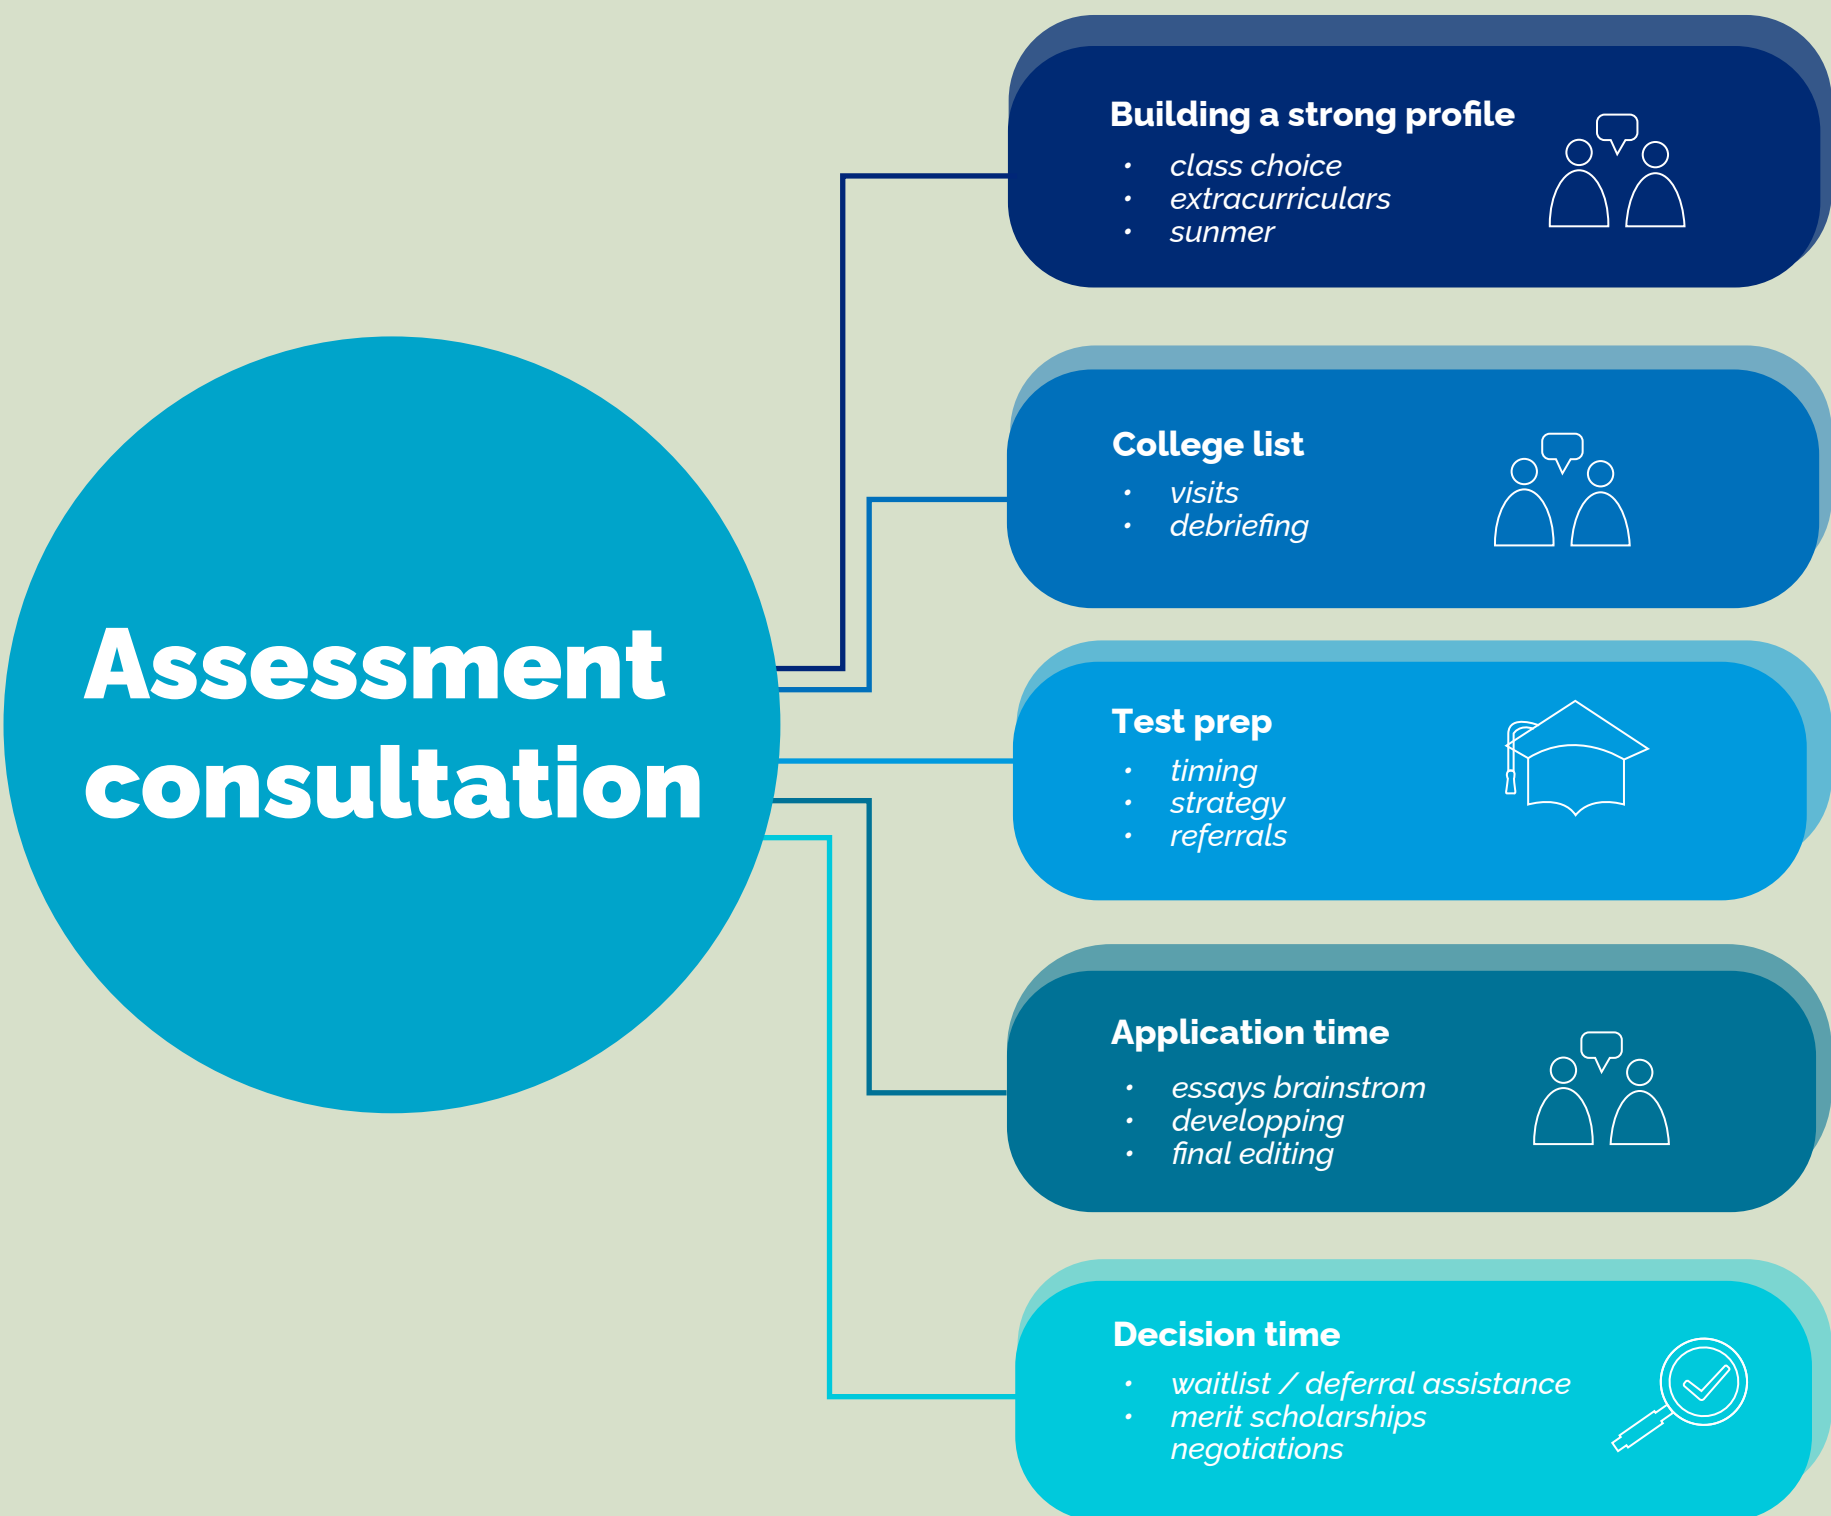 Assessment
consultation
Building a strong profile
• class choice
• extracurriculars
• sunmer
College list
• visits
• debriefing
Test prep
• timing
• strategy
• referrals
Application time
• essays brainstrom
• developping
• final editing
Decision time
• waitlist / deferral assistance
• merit scholarships
negotiations